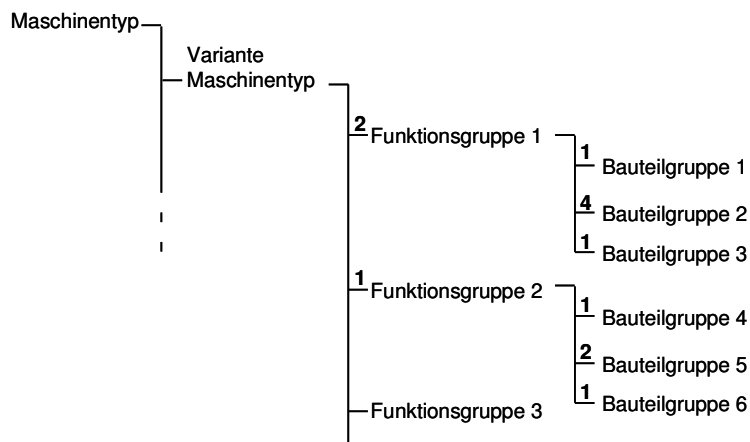 Maschinentyp
Variante
Maschinentyp
2
Funktionsgruppe 1
1
Bauteilgruppe 1
4
Bauteilgruppe 2
1
Bauteilgruppe 3
1
Funktionsgruppe 2
1
Bauteilgruppe 4
2
Bauteilgruppe 5
1
Bauteilgruppe 6
Funktionsgruppe 3